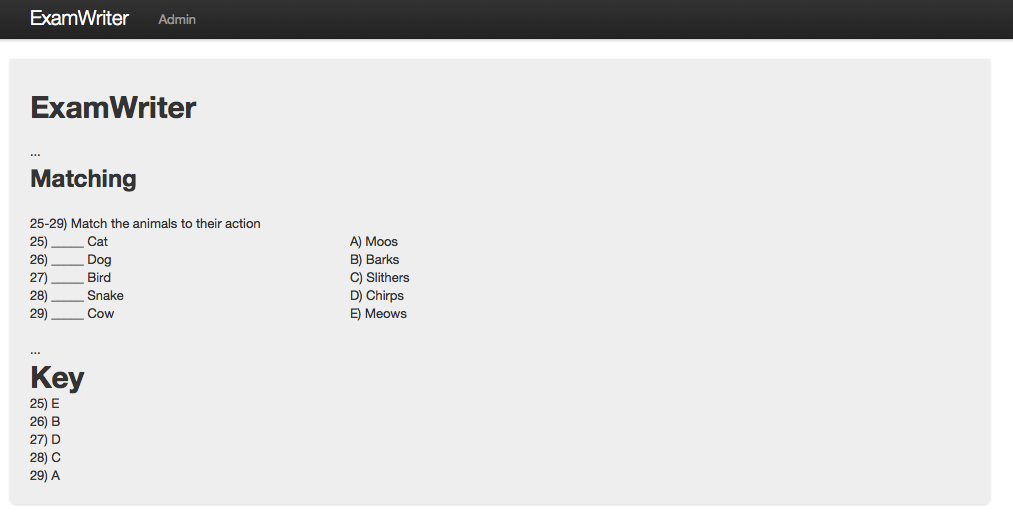 ExamWriter Admin
ExamWriter
...
Matching
25-29) Match the animals to their action
25) _____ Cat A) Moos
26) _____ Dog B) Barks
27) _____ Bird C) Slithers
28) _____ Snake D) Chirps
29) _____ Cow E) Meows
...
Key
25) E
26) B
27) D
28) C
29) A